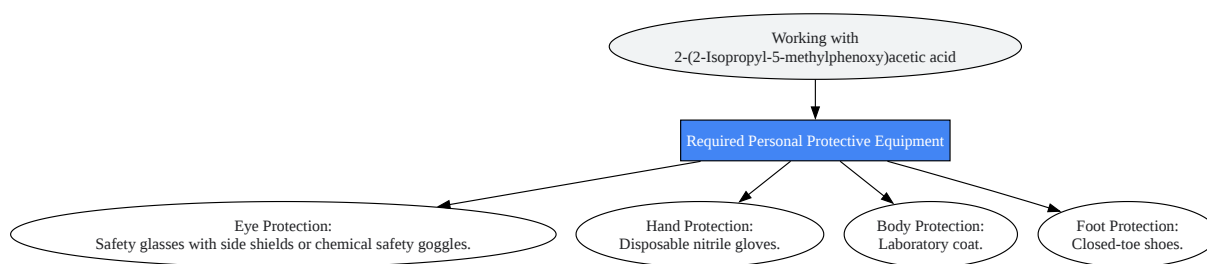 Working with
2-(2-Isopropyl-5-methylphenoxy)acetic acid
Required Personal Protective Equipment
Eye Protection:
Safety glasses with side shields or chemical safety goggles.
Hand Protection:
Disposable nitrile gloves.
Body Protection:
Laboratory coat.
Foot Protection:
Closed-toe shoes.